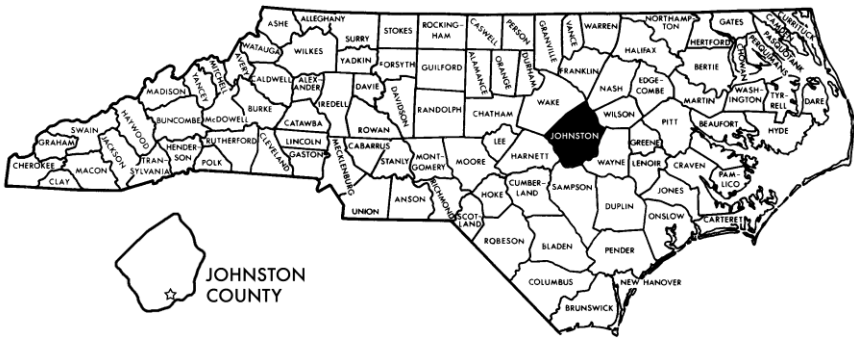 ASHE
ALLEGHANY
SURRY
STOKES
ROCKING-
HAM
CASWELL
PERSON
GRANVILLE
VANCE
WARREN
NORTHAMP-
TON
GATES
CURRITUCK
CAMDEN
PASQUOTANK
PERQUIMANS
CHOWAN
HERTFORD
HALIFAX
WATAUGA
WILKES
YADKIN
FORSYTH
GUILFORD
ALAMANCE
ORANGE
DURHAM
FRANKLIN
NASH
EDGE-
COMBE
BERTIE
MITCHELL
AVERY
YANCEY
MADISON
CALDWELL
ALEX-
ANDER
IREDELL
DAVIE
DAVIDSON
RANDOLPH
CHATHAM
WAKE
WILSON
MARTIN
WASH-
INGTON
TYR-
RELL
DARE
HAYWOOD
BUNCOMBE
McDOWELL
BURKE
CATAWBA
ROWAN
JOHNSTON
PITT
BEAUFORT
HYDE
SWAIN
GRAHAM
JACKSON
HENDER-
SON
RUTHERFORD
CLEVELAND
LINCOLN
GASTON
MECKLENBURG
CABARRUS
STANLY
MONT-
GOMERY
MOORE
LEE
HARNETT
WAYNE
GREENE
LENOIR
CRAVEN
PAM-
LICO
CHEROKEE
CLAY
MACON
TRAN-
SYLVANIA
POLK
UNION
ANSON
RICHMOND
SCOT-
LAND
HOKE
CUMBER-
LAND
SAMPSON
DUPLIN
JONES
ONSLOW
CARTERET
ROBESON
BLADEN
PENDER
COLUMBUS
NEW HANOVER
BRUNSWICK
JOHNSTON
COUNTY